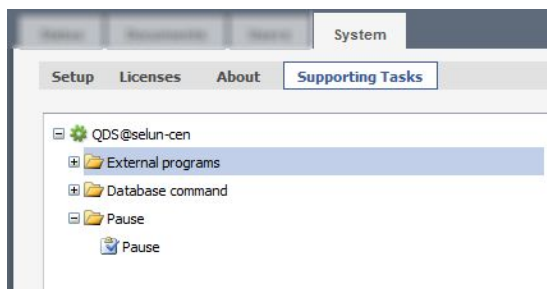 System
Setup Licenses About Supporting Tasks
QDS@selun-cen
External programs
Database command
Pause
Pause